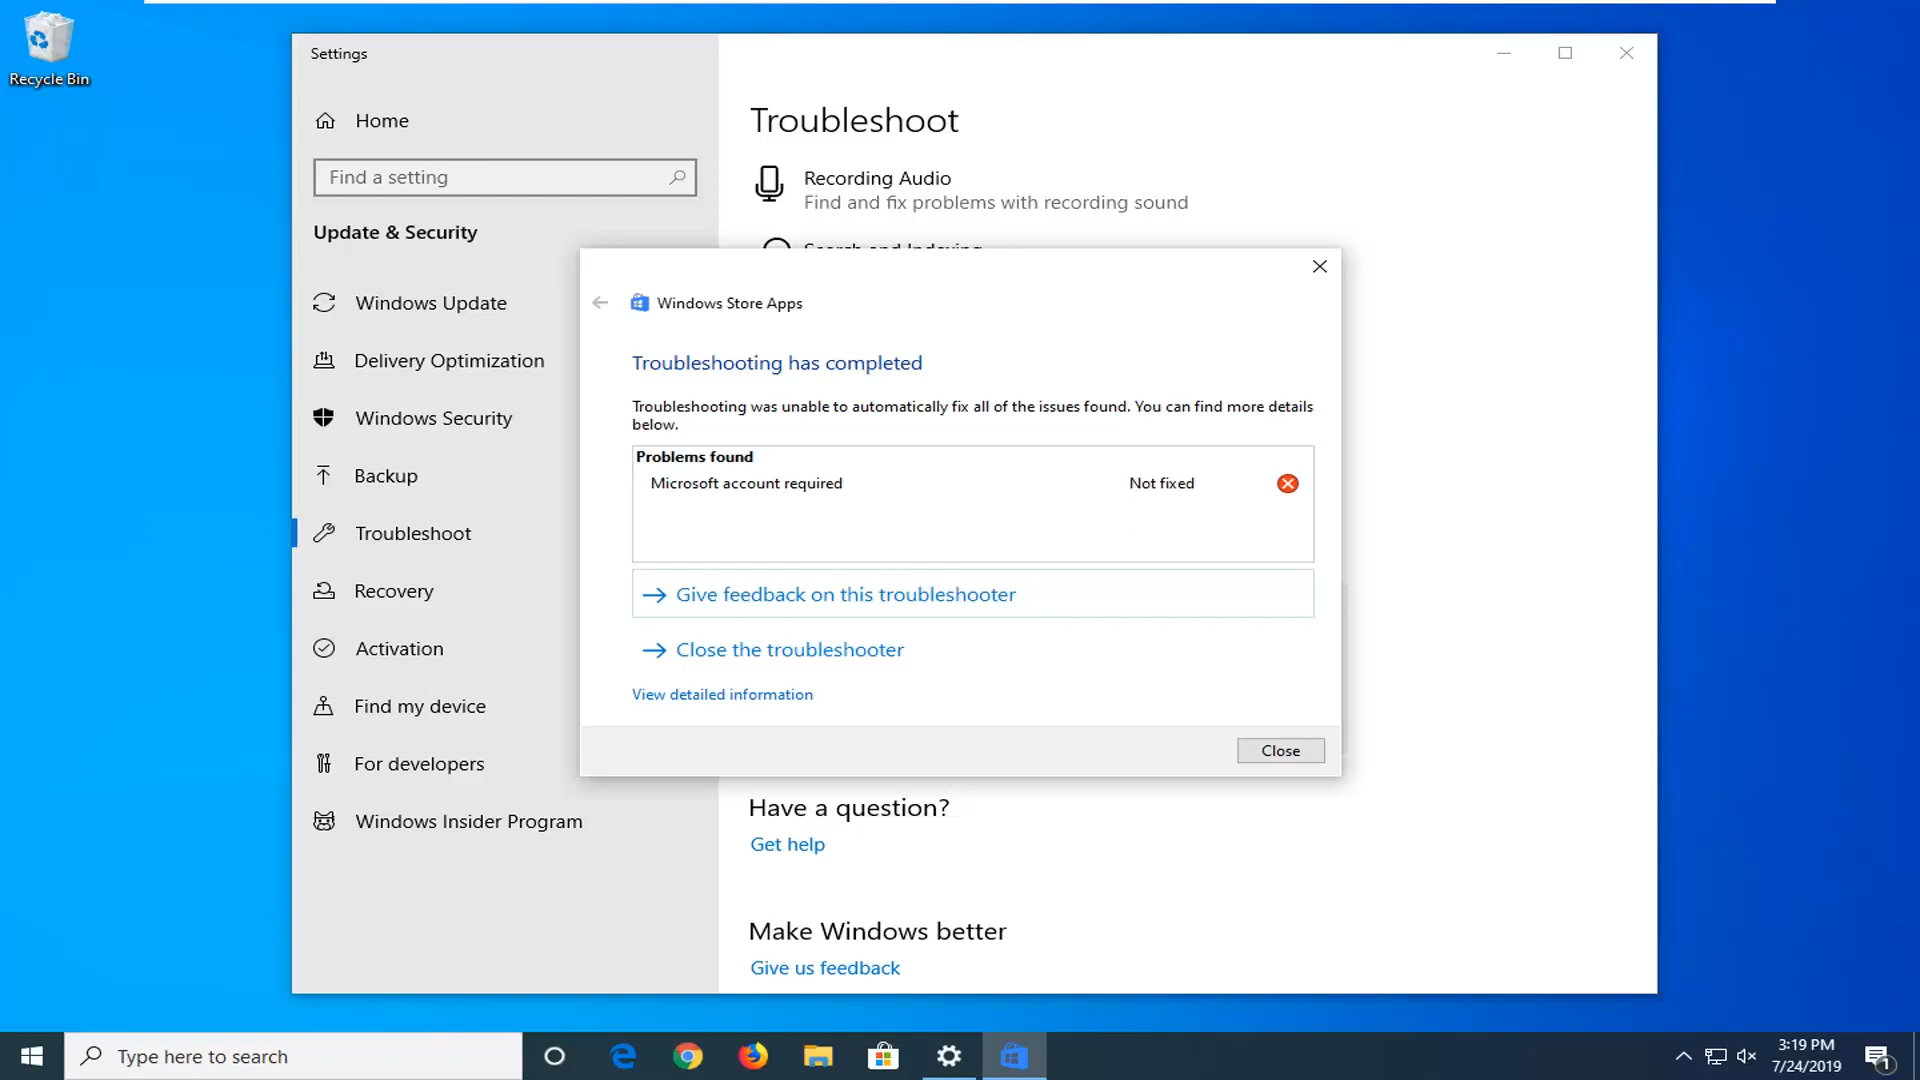 Recycle Bin
Settings
Home
Find a setting
Update & Security
Windows Update
Delivery Optimization
Windows Security
Backup
Troubleshoot
Recovery
Activation
Find my device
For developers
Windows Insider Program
Troubleshoot
Recording Audio
Find and fix problems with recording sound
Search and Indexing
Windows Store Apps
Troubleshooting has completed
Troubleshooting was unable to automatically fix all of the issues found. You can find more details
below.
Problems found
Microsoft account required Not fixed
Give feedback on this troubleshooter
Close the troubleshooter
View detailed information
Close
Have a question?
Get help
Make Windows better
Give us feedback
Type here to search
3:19 PM
7/24/2019
1